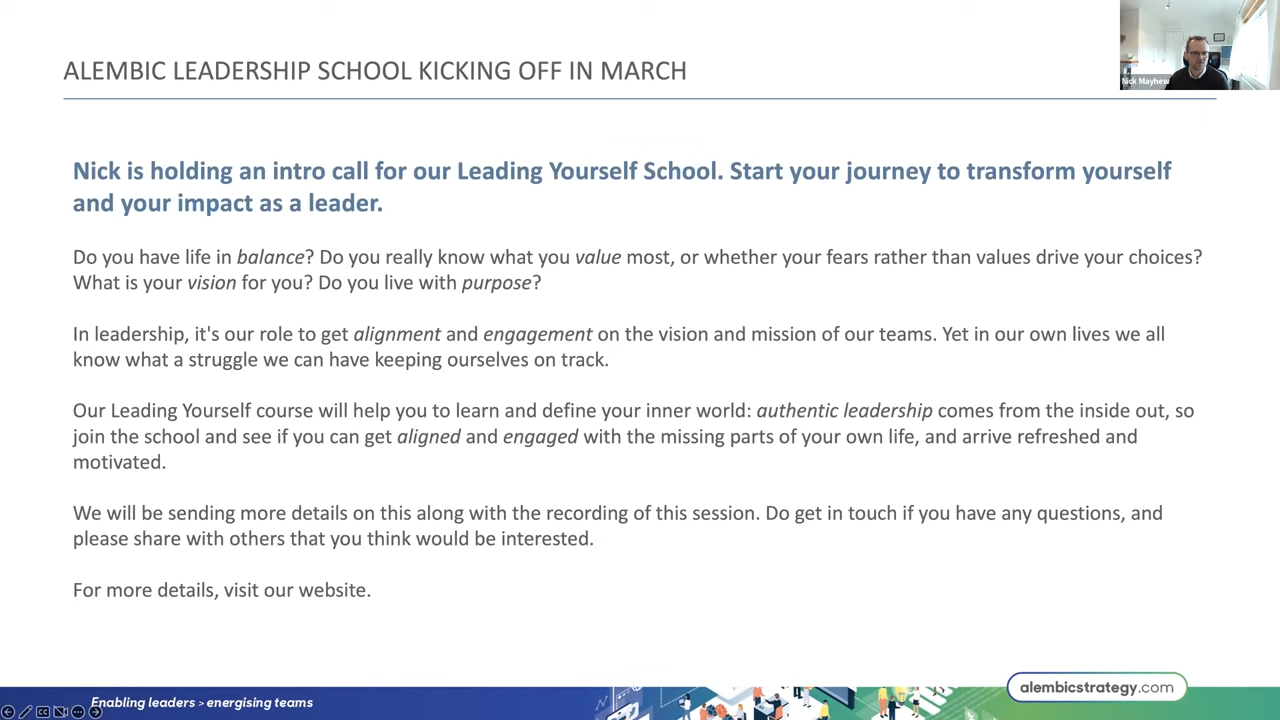 ALEMBIC LEADERSHIP SCHOOL KICKING OFF IN MARCH
Nick Mayhew
Nick is holding an intro call for our Leading Yourself School. Start your journey to transform yourself
and your impact as a leader.
Do you have life in balance? Do you really know what you value most, or whether your fears rather than values drive your choices?
What is your vision for you? Do you live with purpose?
In leadership, it's our role to get alignment and engagement on the vision and mission of our teams. Yet in our own lives we all
know what a struggle we can have keeping ourselves on track.
Our Leading Yourself course will help you to learn and define your inner world: authentic leadership comes from the inside out, so
join the school and see if you can get aligned and engaged with the missing parts of your own life, and arrive refreshed and
motivated.
We will be sending more details on this along with the recording of this session. Do get in touch if you have any questions, and
please share with others that you think would be interested.
For more details, visit our website.
Enabling leaders > energising teams
alembicstrategy.com